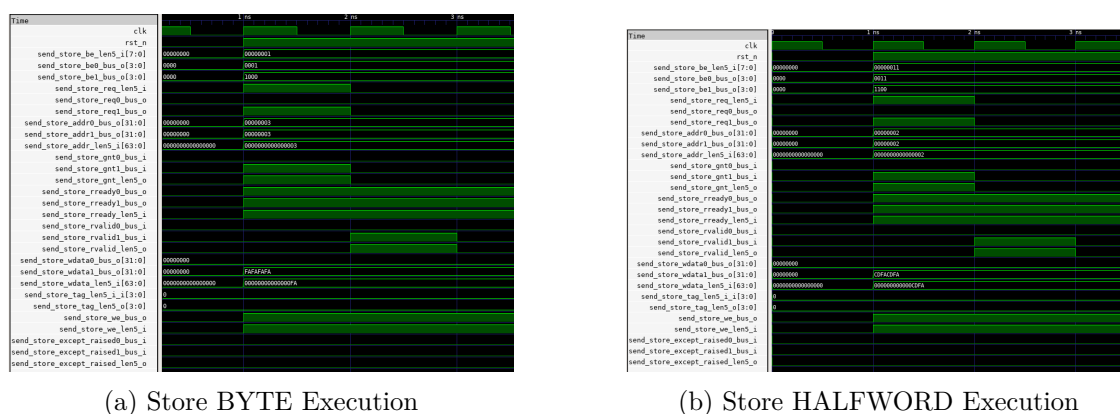 Time
1 ns 2 ns 3 ns
clk
rst_n
send_store_be_len5_i[7:0] 00000000 00000001
send_store_be0_bus_o[3:0] 0000 0001
send_store_be1_bus_o[3:0] 0000 1000
send_store_req_len5_i
send_store_req0_bus_o
send_store_req1_bus_o
send_store_addr0_bus_o[31:0] 00000000 00000003
send_store_addr1_bus_o[31:0] 00000000 00000003
send_store_addr_len5_i[63:0] 0000000000000000 0000000000000003
send_store_gnt0_bus_i
send_store_gnt1_bus_i
send_store_gnt_len5_o
send_store_rready0_bus_o
send_store_rready1_bus_o
send_store_rready_len5_i
send_store_rvalid0_bus_i
send_store_rvalid1_bus_i
send_store_rvalid_len5_o
send_store_wdata0_bus_o[31:0] 00000000
send_store_wdata1_bus_o[31:0] 00000000 FAFAFAFA
send_store_wdata_len5_i[63:0] 0000000000000000 00000000000000FA
send_store_tag_len5_i_i[3:0] 0
send_store_tag_len5_o[3:0] 0
send_store_we_bus_o
send_store_we_len5_i
send_store_except_raised0_bus_i
send_store_except_raised1_bus_i
send_store_except_raised_len5_o
(a) Store BYTE Execution
Time
1 ns 2 ns 3 ns
clk
rst_n
send_store_be_len5_i[7:0] 00000000 00000011
send_store_be0_bus_o[3:0] 0000 0011
send_store_be1_bus_o[3:0] 0000 1100
send_store_req_len5_i
send_store_req0_bus_o
send_store_req1_bus_o
send_store_addr0_bus_o[31:0] 00000000 00000002
send_store_addr1_bus_o[31:0] 00000000 00000002
send_store_addr_len5_i[63:0] 0000000000000000 0000000000000002
send_store_gnt0_bus_i
send_store_gnt1_bus_i
send_store_gnt_len5_o
send_store_rready0_bus_o
send_store_rready1_bus_o
send_store_rready_len5_i
send_store_rvalid0_bus_i
send_store_rvalid1_bus_i
send_store_rvalid_len5_o
send_store_wdata0_bus_o[31:0] 00000000
send_store_wdata1_bus_o[31:0] 00000000 CDFACDFA
send_store_wdata_len5_i[63:0] 0000000000000000 000000000000CDFA
send_store_tag_len5_i_i[3:0] 0
send_store_tag_len5_o[3:0] 0
send_store_we_bus_o
send_store_we_len5_i
send_store_except_raised0_bus_i
send_store_except_raised1_bus_i
send_store_except_raised_len5_o
(b) Store HALFWORD Execution